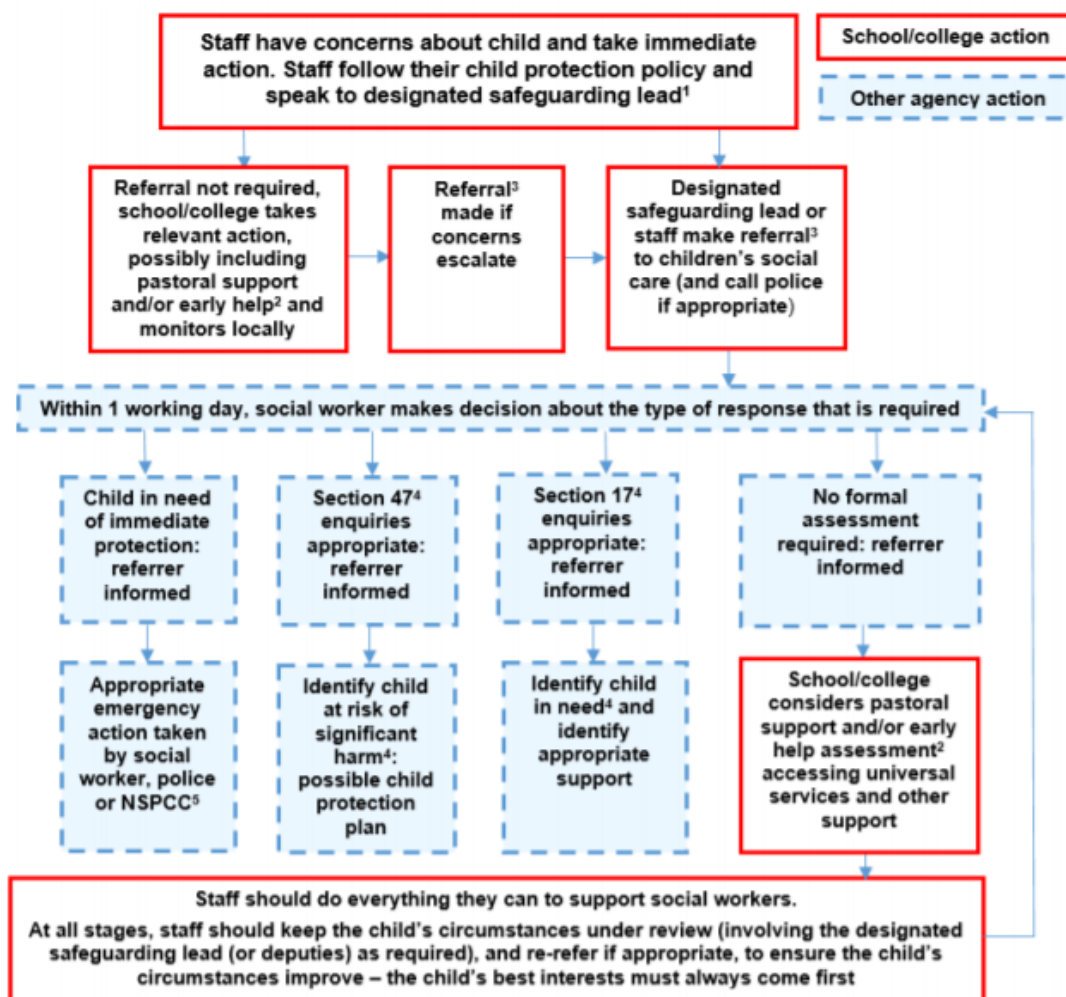 Staff have concerns about child and take immediate
action. Staff follow their child protection policy and
speak to designated safeguarding lead¹
School/college action
Other agency action
Referral not required,
school/college takes
relevant action,
possibly including
pastoral support
and/or early help² and
monitors locally
Referral³
made if
concerns
escalate
Designated
safeguarding lead or
staff make referral³
to children's social
care (and call police
if appropriate)
Within 1 working day, social worker makes decision about the type of response that is required
Child in need
of immediate
protection:
referrer
informed
Section 47⁴
enquiries
appropriate:
referrer
informed
Section 17⁴
enquiries
appropriate:
referrer
informed
No formal
assessment
required: referrer
informed
Appropriate
emergency
action taken
by social
worker, police
or NSPCC⁵
Identify child
at risk of
significant
harm⁴:
possible child
protection
plan
Identify child
in need⁴ and
identify
appropriate
support
School/college
considers pastoral
support and/or early
help assessment²
accessing universal
services and other
support
Staff should do everything they can to support social workers.
At all stages, staff should keep the child's circumstances under review (involving the designated
safeguarding lead (or deputies) as required), and re-refer if appropriate, to ensure the child's
circumstances improve – the child's best interests must always come first